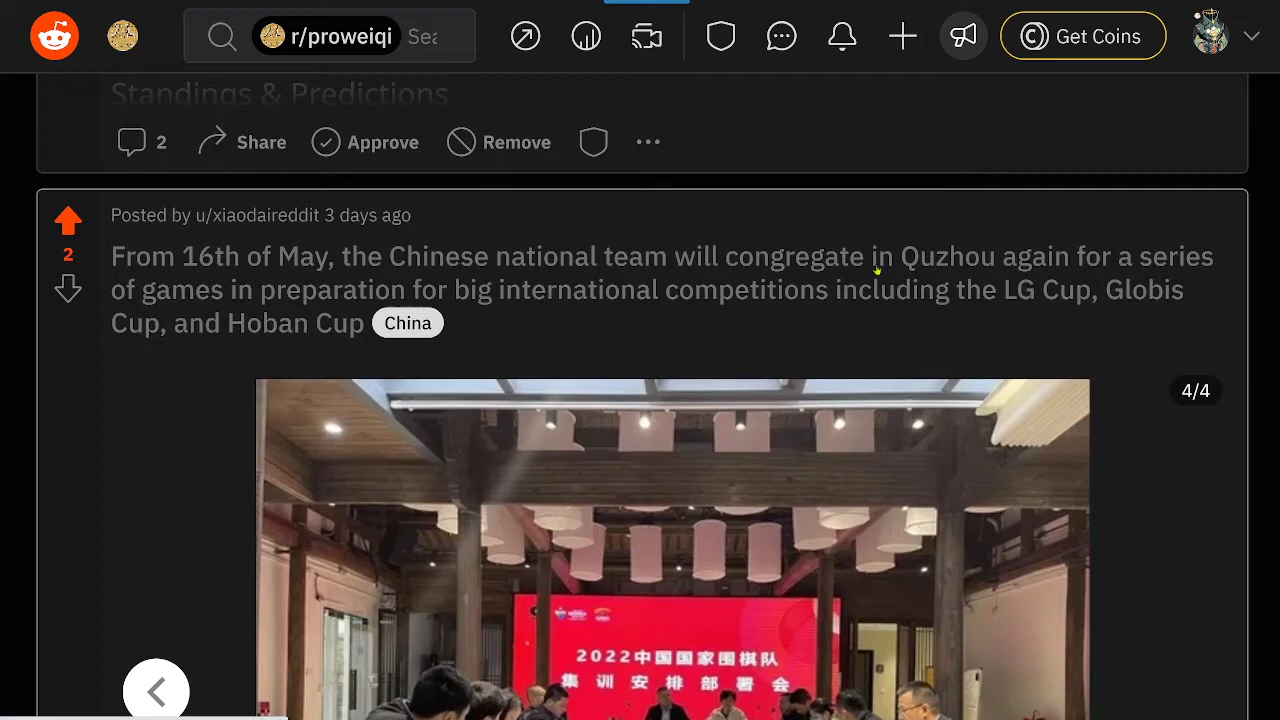 r/proweiqi Sea
Get Coins
Standings & Predictions
2 Share Approve Remove
Posted by u/xiaodaireddit 3 days ago
2
From 16th of May, the Chinese national team will congregate in Quzhou again for a series
of games in preparation for big international competitions including the LG Cup, Globis
Cup, and Hoban Cup China
4/4
2022中国国家围棋队
集训安排部署会